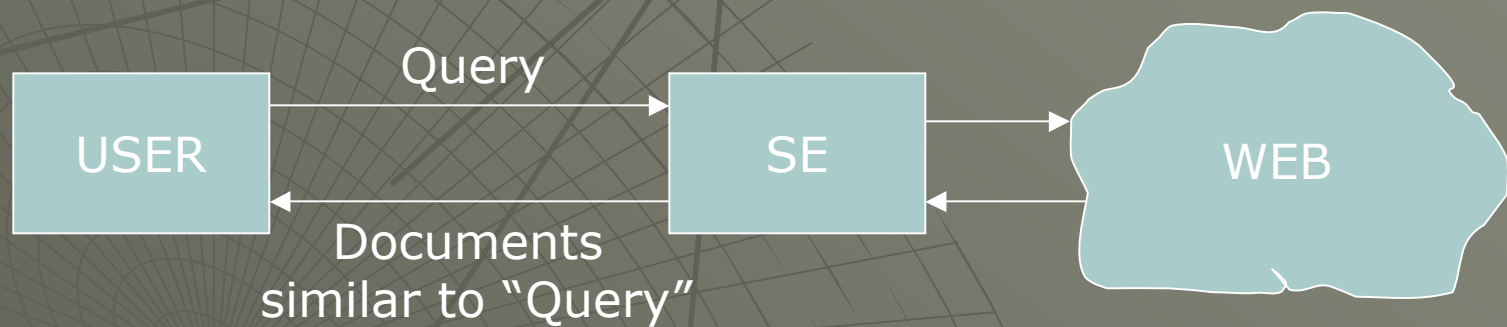 Query
USER
SE
WEB
Documents
similar to “Query”